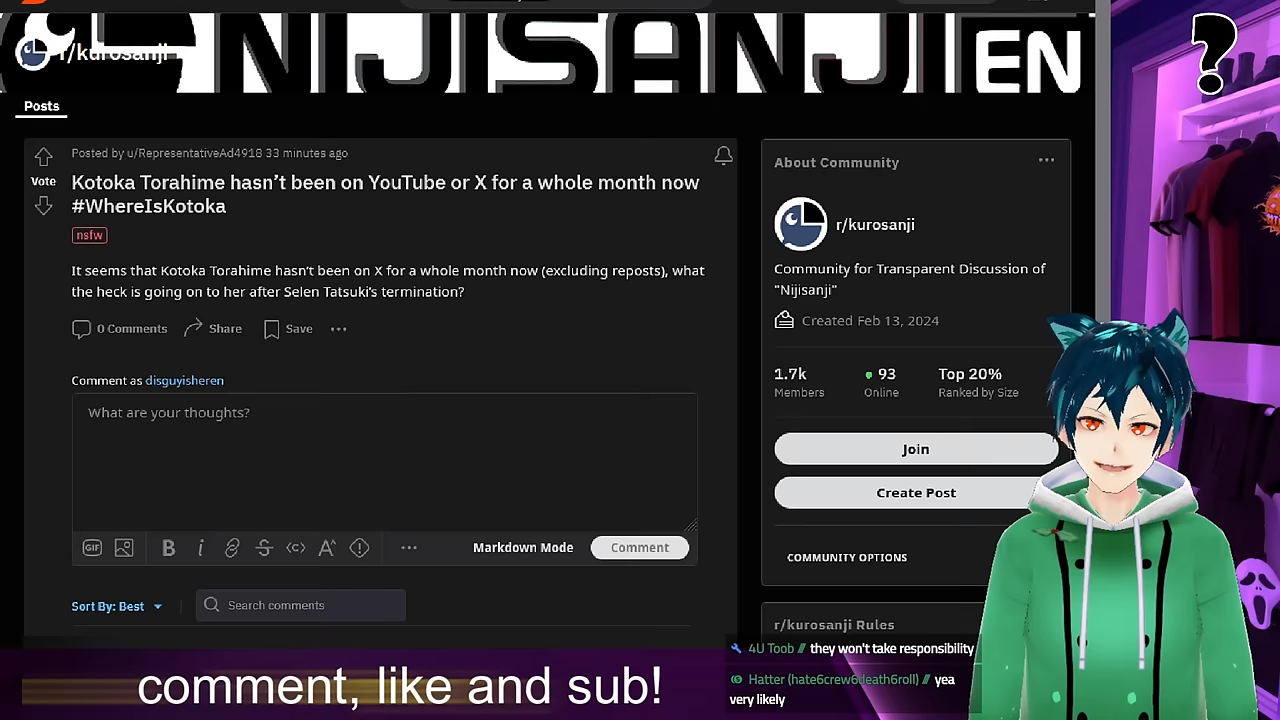 NIJISANJI EN
r/kurosanji
Posts
Posted by u/RepresentativeAd4918 33 minutes ago
Vote
Kotoka Torahime hasn’t been on YouTube or X for a whole month now
#WhereIsKotoka
nsfw
It seems that Kotoka Torahime hasn’t been on X for a whole month now (excluding reposts), what
the heck is going on to her after Selen Tatsuki’s termination?
0 Comments Share Save
Comment as disguyisheren
What are your thoughts?
GIF B i A
Markdown Mode Comment
Sort By: Best Search comments
About Community
r/kurosanji
Community for Transparent Discussion of
"Nijisanji"
Created Feb 13, 2024
1.7k 93 Top 20%
Members Online Ranked by Size
Join
Create Post
COMMUNITY OPTIONS
r/kurosanji Rules
4U Toob // they won't take responsibility
Hatter (hate6crew6death6roll) // yea
very likely
comment, like and sub!
?